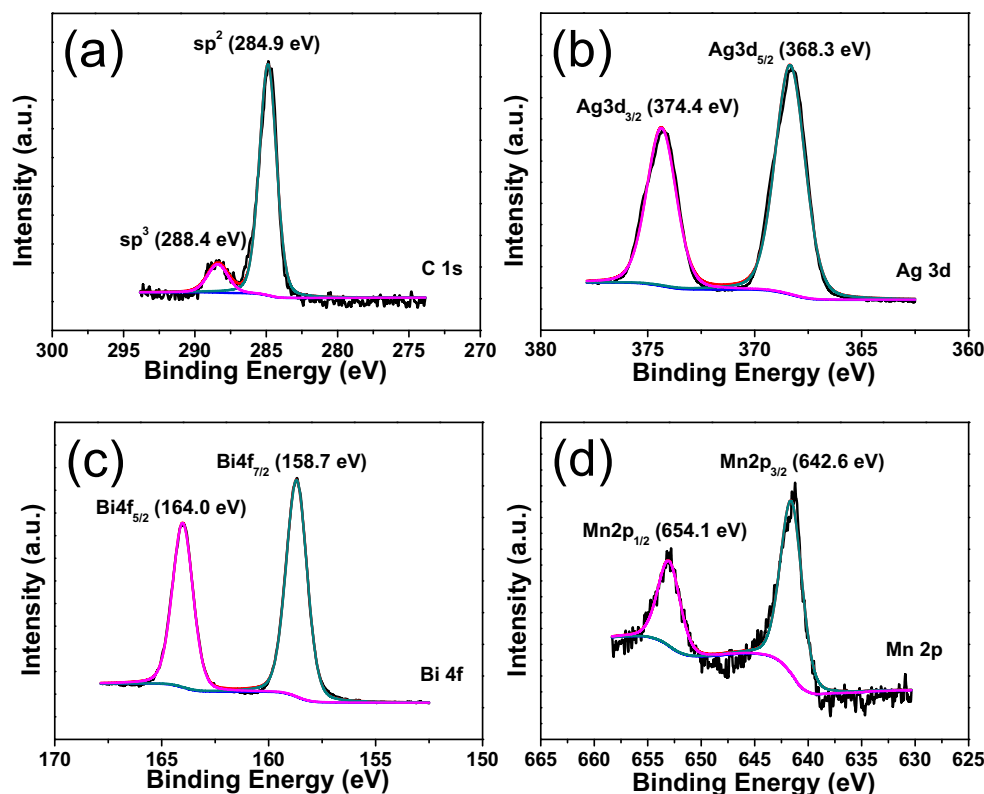 (a)
sp² (284.9 eV)
sp³ (288.4 eV)
C 1s
Intensity (a.u.)
300 295 290 285 280 275 270
Binding Energy (eV)
(b)
Ag3d₅/₂ (368.3 eV)
Ag3d₃/₂ (374.4 eV)
Ag 3d
Intensity (a.u.)
380 375 370 365 360
Binding Energy (eV)
(c)
Bi4f₇/₂ (158.7 eV)
Bi4f₅/₂ (164.0 eV)
Bi 4f
Intensity (a.u.)
170 165 160 155 150
Binding Energy (eV)
(d)
Mn2p₃/₂ (642.6 eV)
Mn2p₁/₂ (654.1 eV)
Mn 2p
Intensity (a.u.)
665 660 655 650 645 640 635 630 625
Binding Energy (eV)